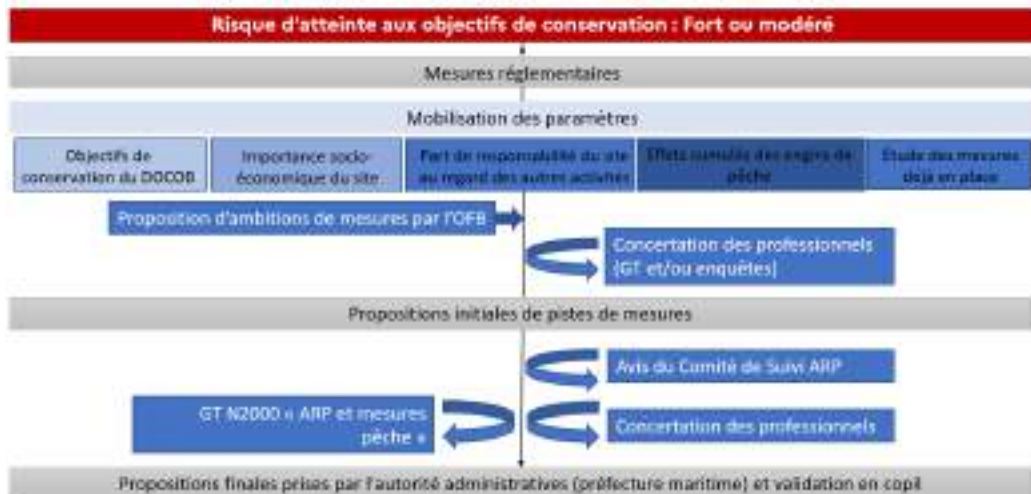 Risque d'atteinte aux objectifs de conservation : Fort ou modéré
Mesures réglementaires
Mobilisation des paramètres
Objectifs de
conservation du DOCOB
Importance socio-
économique du site
Part de responsabilité du site
au regard des autres activités
Effets cumulés des engins de
pêche
Etude des mesures
déjà en place
Proposition d'ambitions de mesures par l'OFB
Concertation des professionnels
(GT et/ou enquêtes)
Propositions initiales de pistes de mesures
Avis du Comité de Suivi ARP
GT N2000 « ARP et mesures
pêche »
Concertation des professionnels
Propositions finales prises par l'autorité administratives (préfecture maritime) et validation en copil